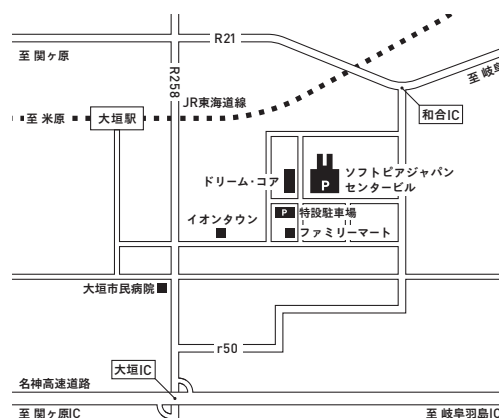 R21
至 関ヶ原
R258
至 岐阜
JR東海道線
至 米原
大垣駅
和合IC
ドリーム・コア
P
ソフトピアジャパン
センタービル
P
特設駐車場
イオンタウン
ファミリーマート
大垣市民病院
r50
大垣IC
名神高速道路
至 関ヶ原IC
至 岐阜羽島IC